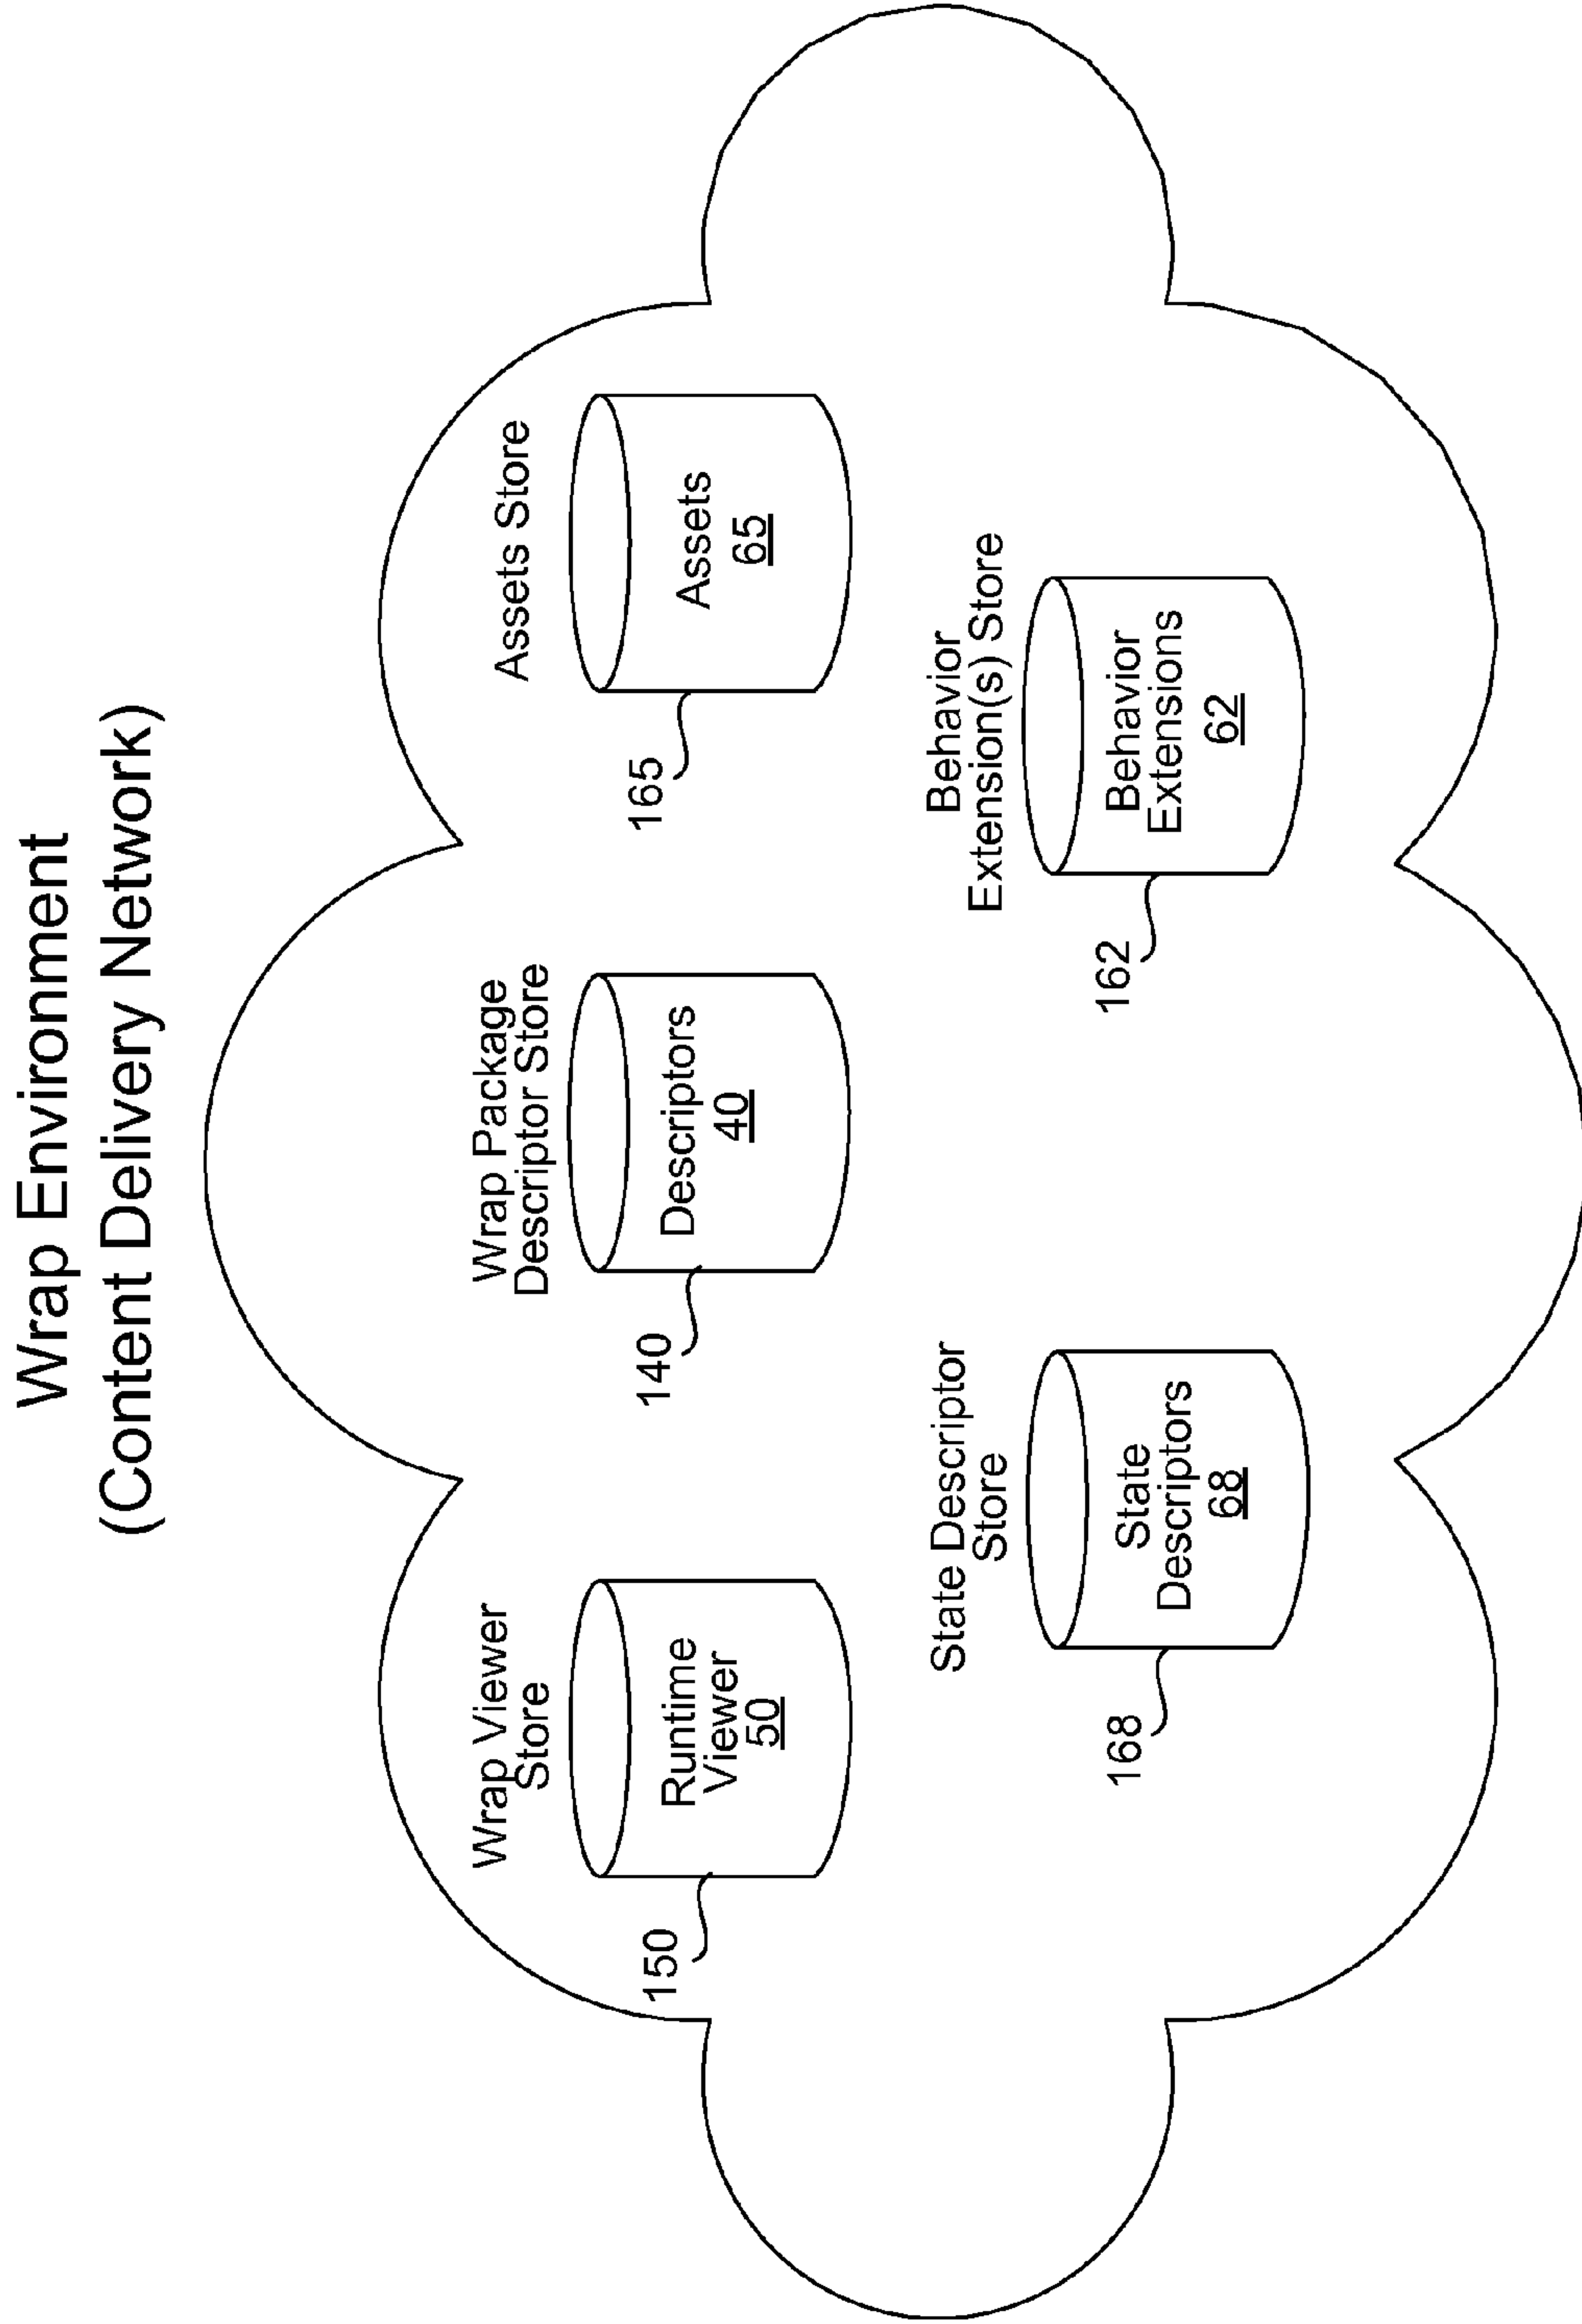 Wrap Environment
(Content Delivery Network)
Wrap Viewer
Store
Runtime
Viewer
50
150
Wrap Package
Descriptor Store
Descriptors
40
140
Assets Store
Assets
65
165
State Descriptor
Store
State
Descriptors
68
168
Behavior
Extension(s) Store
Behavior
Extensions
62
162